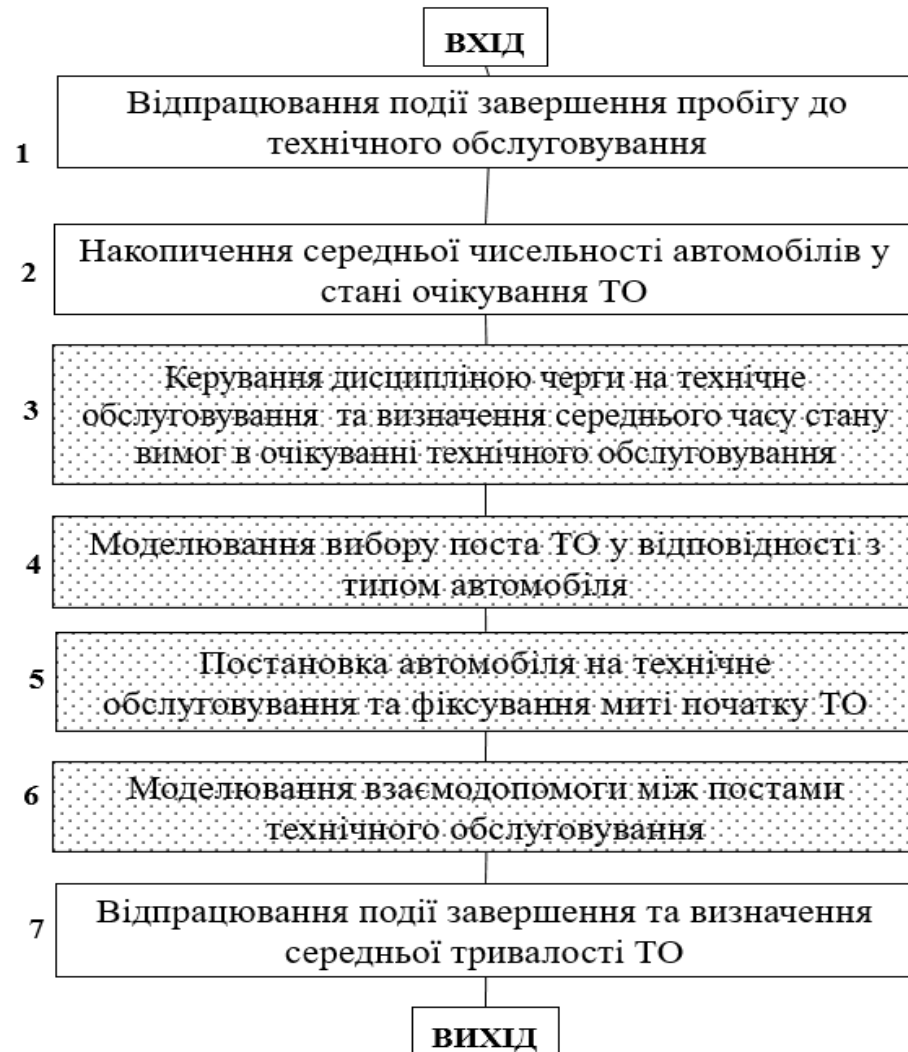 ВХІД
1
Відпрацювання події завершення пробігу до
технічного обслуговування
2
Накопичення середньої чисельності автомобілів у
стані очікування ТО
3
Керування дисципліною черги на технічне
обслуговування та визначення середнього часу стану
вимог в очікуванні технічного обслуговування
4
Моделювання вибору поста ТО у відповідності з
типом автомобіля
5
Постановка автомобіля на технічне
обслуговування та фіксування миті початку ТО
6
Моделювання взаємодопомоги між постами
технічного обслуговування
7
Відпрацювання події завершення та визначення
середньої тривалості ТО
ВИХІД